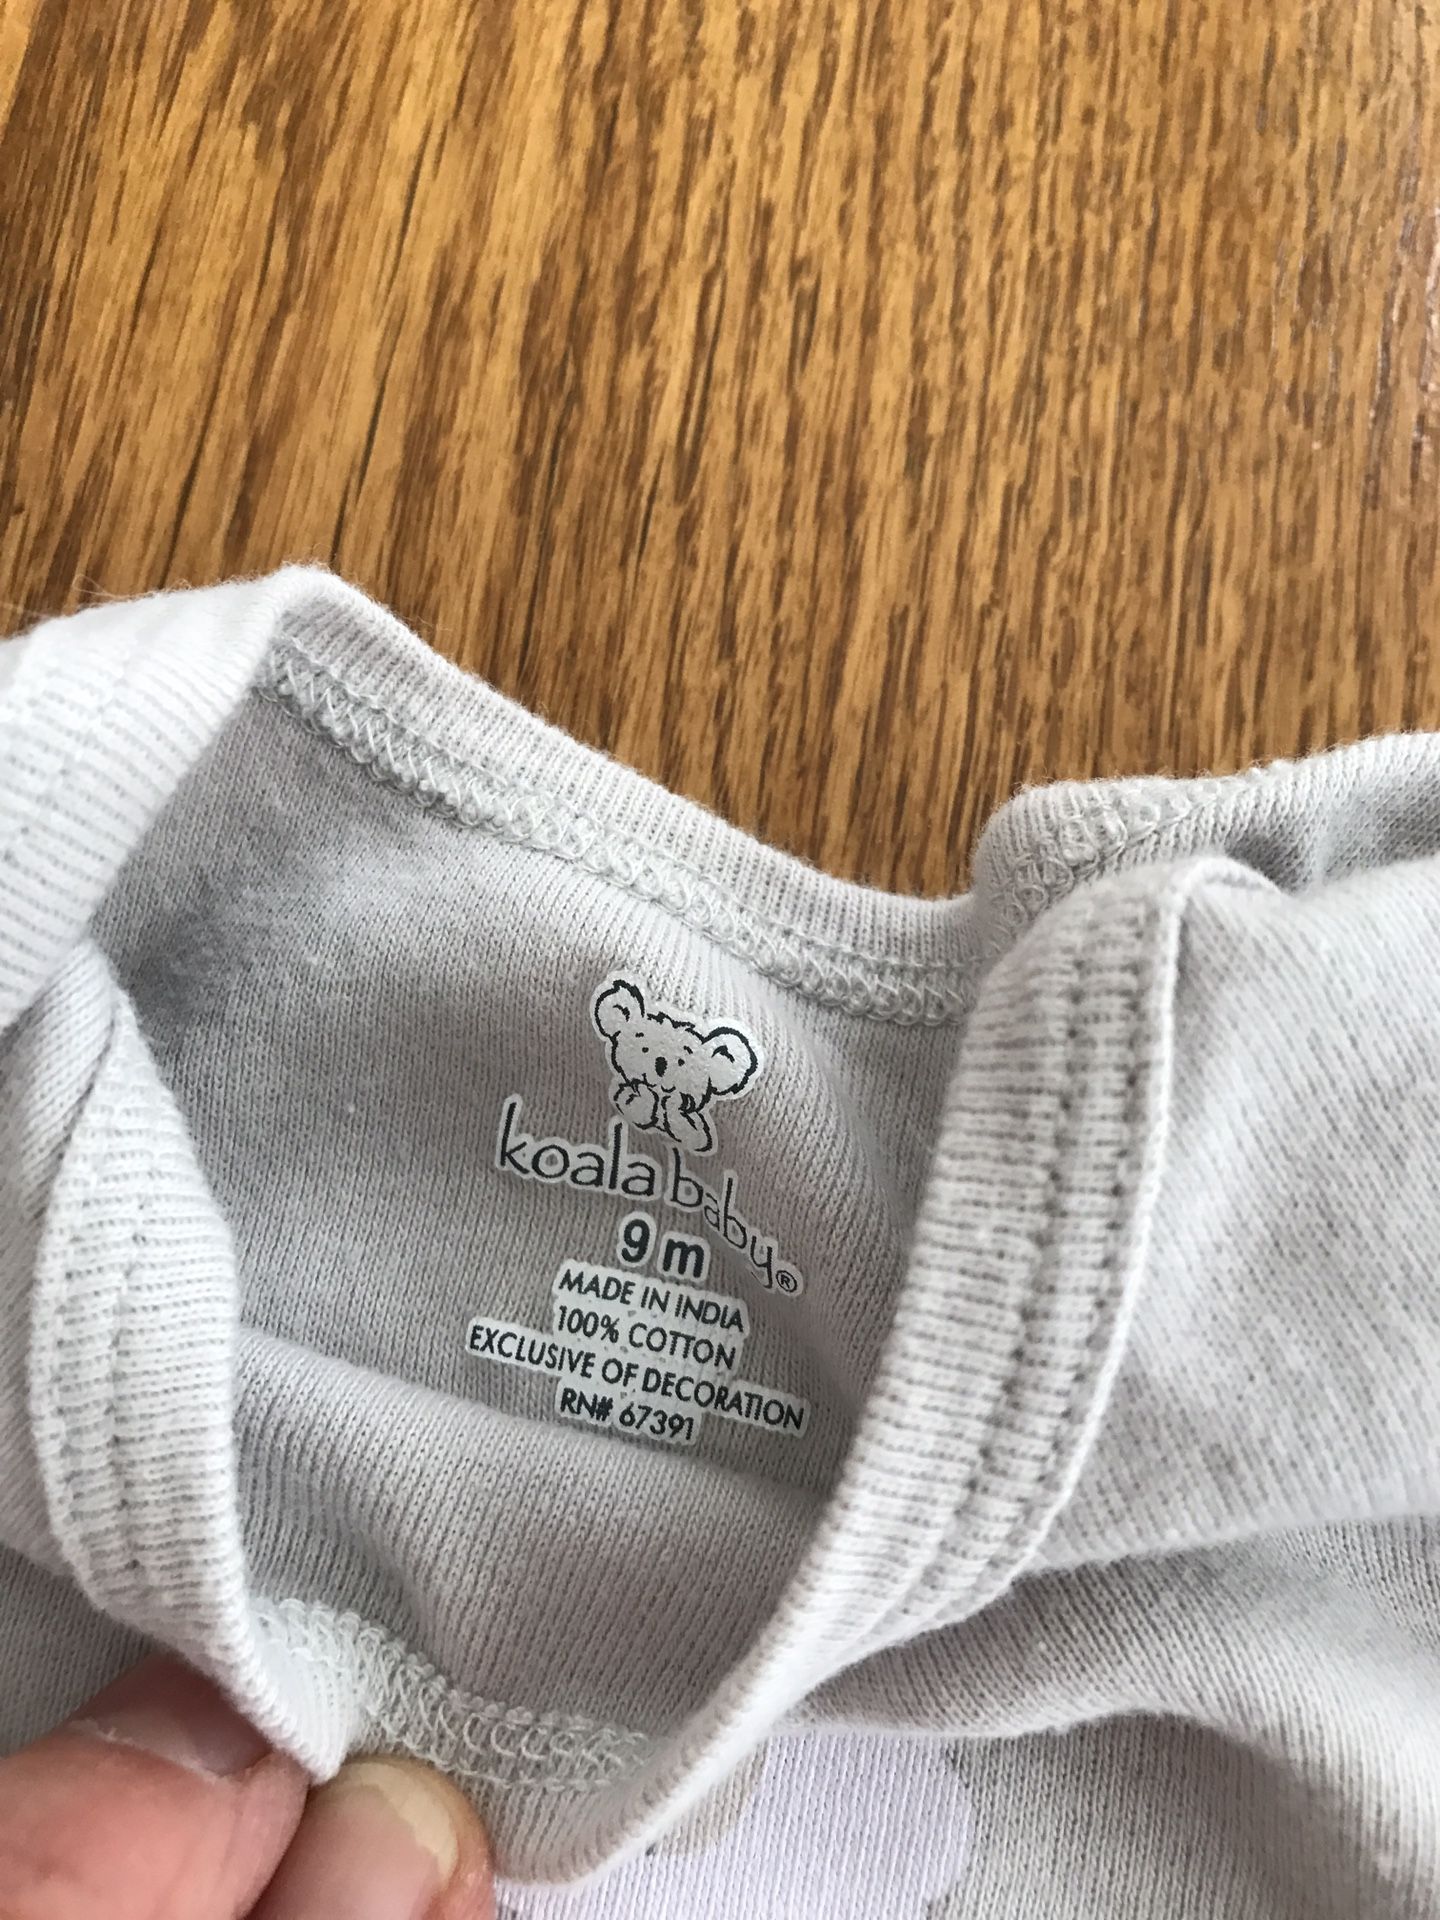 koala baby®
9 m
MADE IN INDIA
100% COTTON
EXCLUSIVE OF DECORATION
RN# 67391